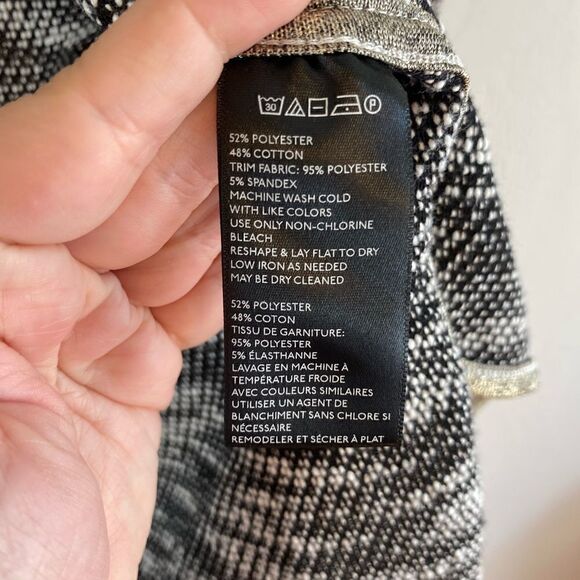 30 P
52% POLYESTER
48% COTTON
TRIM FABRIC: 95% POLYESTER
5% SPANDEX
MACHINE WASH COLD
WITH LIKE COLORS
USE ONLY NON-CHLORINE
BLEACH
RESHAPE & LAY FLAT TO DRY
LOW IRON AS NEEDED
MAY BE DRY CLEANED
52% POLYESTER
48% COTON
TISSU DE GARNITURE:
95% POLYESTER
5% ÉLASTHANNE
LAVAGE EN MACHINE À
TEMPÉRATURE FROIDE
AVEC COULEURS SIMILAIRES
UTILISER UN AGENT DE
BLANCHIMENT SANS CHLORE SI
NÉCESSAIRE
REMODELER ET SÉCHER À PLAT